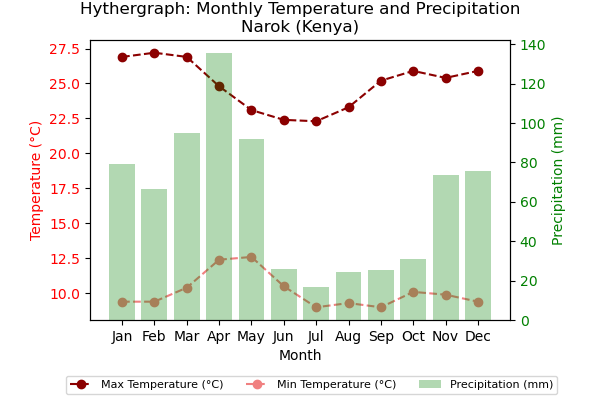 Hythergraph: Monthly Temperature and Precipitation
Narok (Kenya)
Temperature (°C)
27.5
25.0
22.5
20.0
17.5
15.0
12.5
10.0
140
120
100
80
60
40
20
0
Precipitation (mm)
Jan Feb Mar Apr May Jun Jul Aug Sep Oct Nov Dec
Month
Max Temperature (°C) Min Temperature (°C) Precipitation (mm)